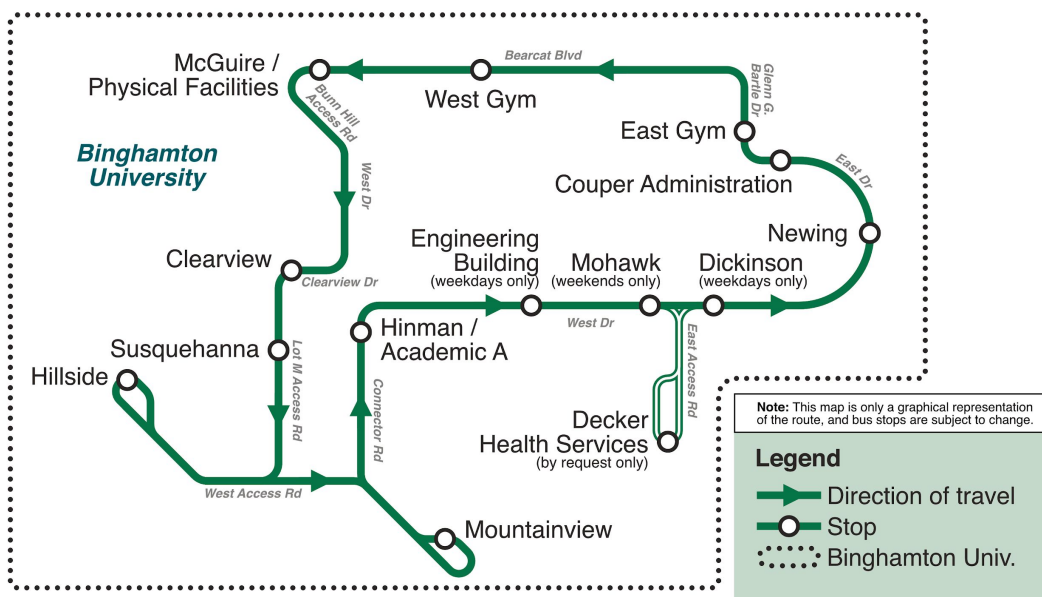 Bearcat Blvd
McGuire /
Physical Facilities
West Gym
Glenn G.
Bartle Dr
Bunn Hill
Access Rd
East Gym
Binghamton
University
Couper Administration
East Dr
West Dr
Newing
Clearview
Clearview Dr
Engineering
Building
(weekdays only)
Mohawk
(weekends only)
Dickinson
(weekdays only)
West Dr
Hinman /
Academic A
Susquehanna
Lot M Access Rd
Hillside
Connector Rd
East Access Rd
Decker
Health Services
(by request only)
West Access Rd
Mountainview
Note: This map is only a graphical representation
of the route, and bus stops are subject to change.
Legend
Direction of travel
Stop
Binghamton Univ.